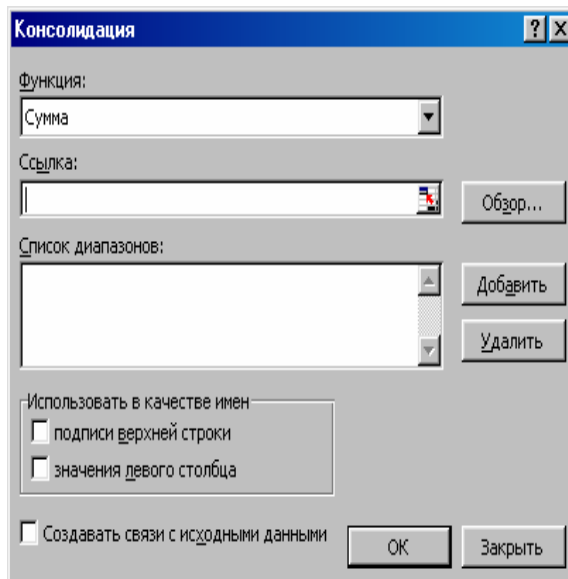 Консолидация
Функция:
Сумма
Ссылка:
Обзор...
Список диапазонов:
Добавить
Удалить
Использовать в качестве имен
подписи верхней строки
значения левого столбца
Создавать связи с исходными данными
OK
Закрыть